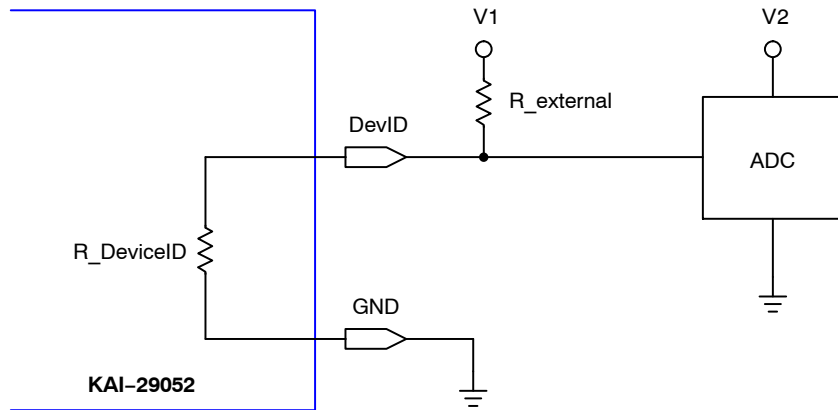 V1
V2
R_external
DevID
ADC
R_DeviceID
GND
KAI−29052